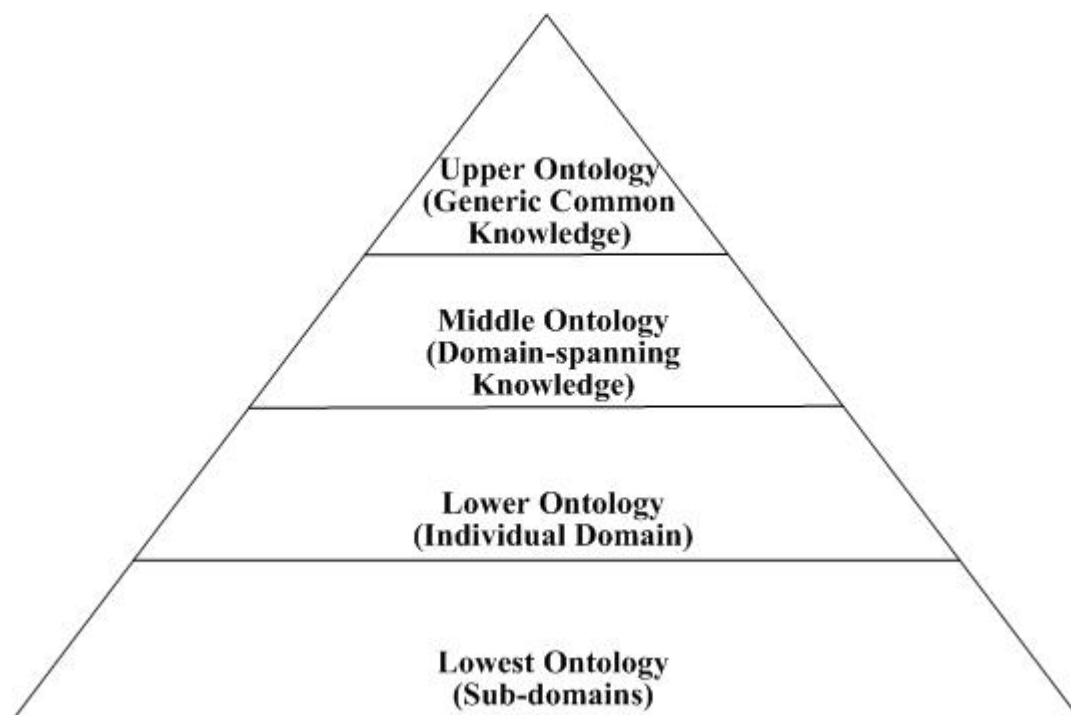 Upper Ontology
(Generic Common
Knowledge)
Middle Ontology
(Domain-spanning
Knowledge)
Lower Ontology
(Individual Domain)
Lowest Ontology
(Sub-domains)